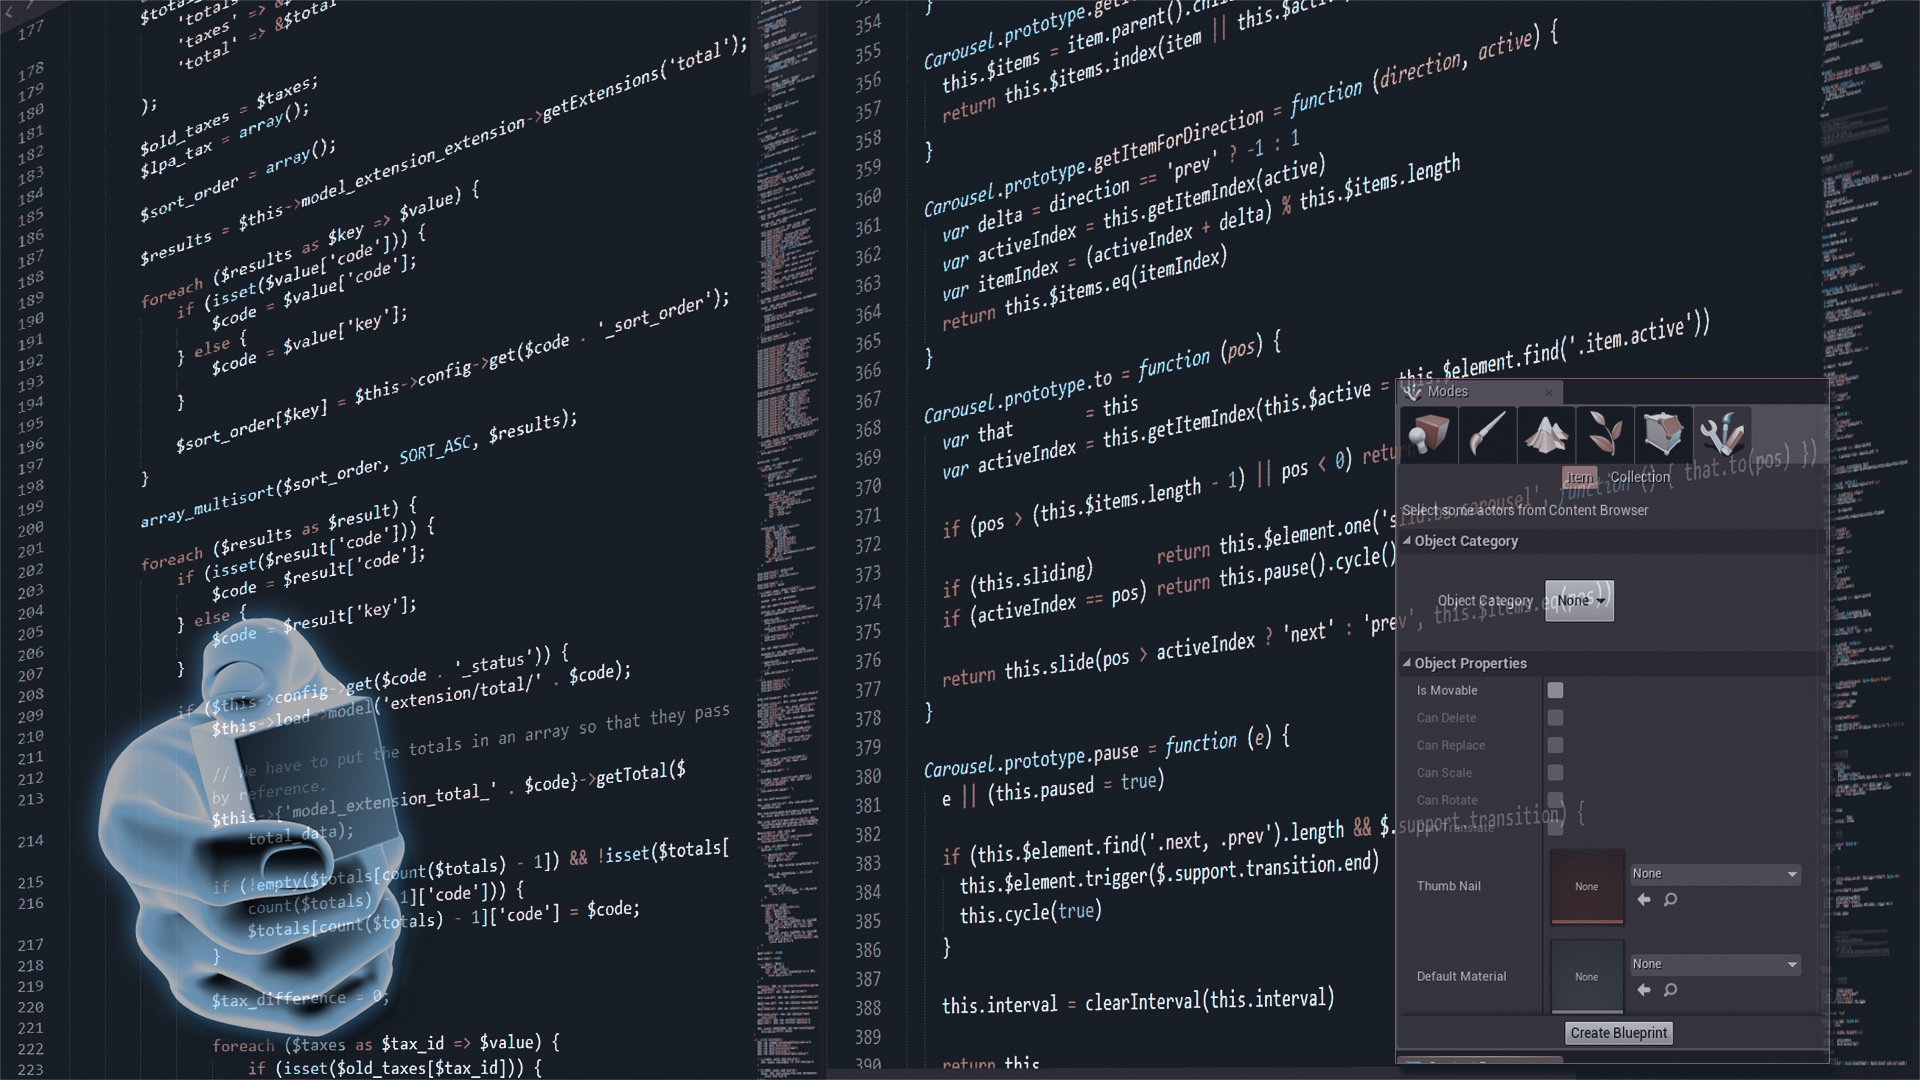 177
'totals
'taxes' => &
'total' => &$total
178
179 );
180
181 $old_taxes = $taxes;
182 $lpa_tax = array();
183
184 $sort_order = array();
185
186 $results = $this->model_extension_extension->getExtensions('total');
187
188 foreach ($results as $key => $value) {
189 if (isset($value['code'])) {
190 $code = $value['code'];
191 } else {
192 $code = $value['key'];
193 }
194
195 $sort_order[$key] = $this->config->get($code . '_sort_order');
196 }
197
198 array_multisort($sort_order, SORT_ASC, $results);
199
200 foreach ($results as $result) {
201 if (isset($result['code'])) {
202 $code = $result['code'];
203 } else {
204 $code = $result['key'];
205 }
206
207 if ($this->config->get($code . '_status')) {
208 $this->load->model('extension/total/' . $code);
209
210
211 // We have to put the totals in an array so that they pass
212 by reference.
213 $this->{'model_extension_total_' . $code}->getTotal($
total_data);
214
215 if (!empty($totals[count($totals) - 1]) && !isset($totals[
216 count($totals) - 1]['code'])) {
$totals[count($totals) - 1]['code'] = $code;
217 }
218
219 $tax_difference = 0;
220
221
222 foreach ($taxes as $tax_id => $value) {
223 if (isset($old_taxes[$tax_id])) {
354 }
355 Carousel.prototype.
356 this.$items = item.parent().
357 return this.$items.index(item || this.
358 }
359
360 Carousel.prototype.getItemForDirection = function (direction, active) {
361 var delta = direction == 'prev' ? -1 : 1
362 var activeIndex = this.getItemIndex(active)
363 var itemIndex = (activeIndex + delta) % this.$items.length
364 return this.$items.eq(itemIndex)
365 }
366
367 Carousel.prototype.to = function (pos) {
368 var that = this
369 var activeIndex = this.getItemIndex(this.$active = this.$element.find('.item.active'))
370
371 if (pos > (this.$items.length - 1) || pos < 0) return
372
373 if (this.sliding) return this.$element.one('slid.bs.carousel', function () { that.to(pos) })
374 if (activeIndex == pos) return this.pause().cycle()
375
376 return this.slide(pos > activeIndex ? 'next' : 'prev', this.$items.eq(pos))
377 }
378
379 Carousel.prototype.pause = function (e) {
380 e || (this.paused = true)
381
382 if (this.$element.find('.next, .prev').length && $.support.transition) {
383 this.$element.trigger($.support.transition.end)
384 this.cycle(true)
385 }
386
387 this.interval = clearInterval(this.interval)
388
389 return this
390
Modes
Item Collection
Select some actors from Content Browser
Object Category
Object Category None
Object Properties
Is Movable
Can Delete
Can Replace
Can Scale
Can Rotate
Can Translate
Thumb Nail None None
Default Material None None
Create Blueprint